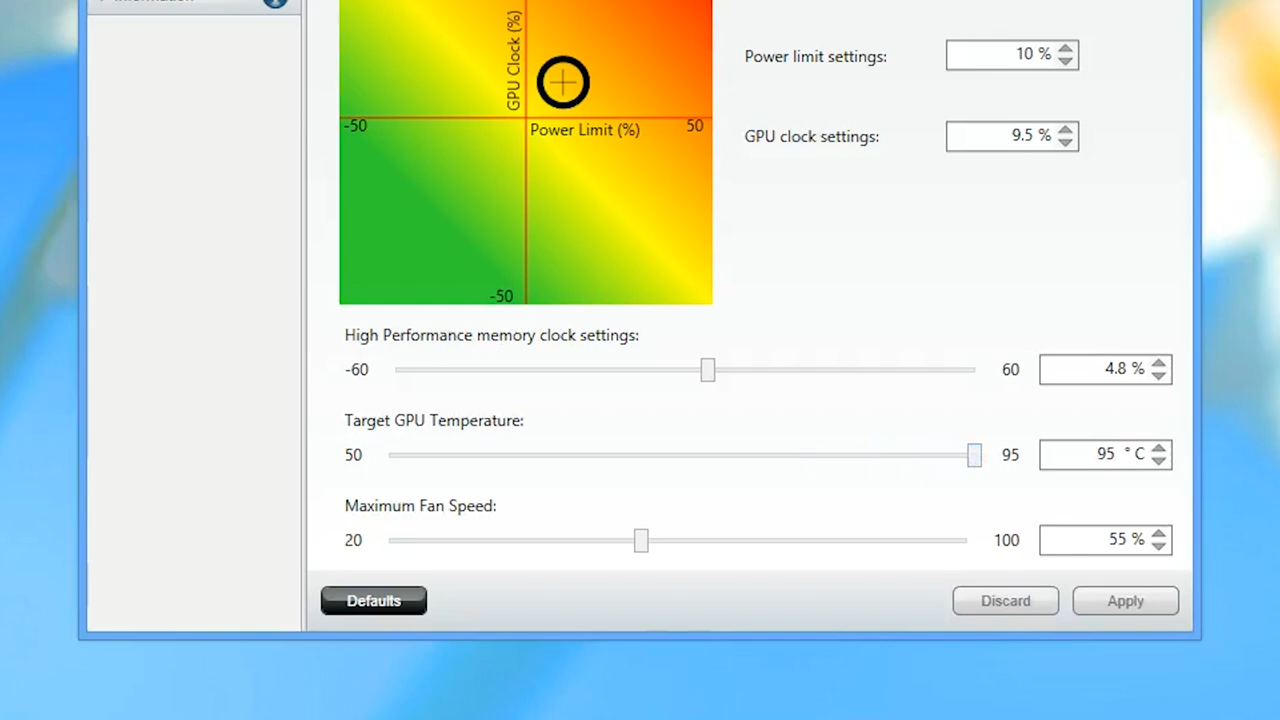 Information
GPU Clock (%)
Power limit settings:
10 %
-50
Power Limit (%)
50
GPU clock settings:
9.5 %
-50
High Performance memory clock settings:
-60
60
4.8 %
Target GPU Temperature:
50
95
95 ° C
Maximum Fan Speed:
20
100
55 %
Defaults
Discard
Apply